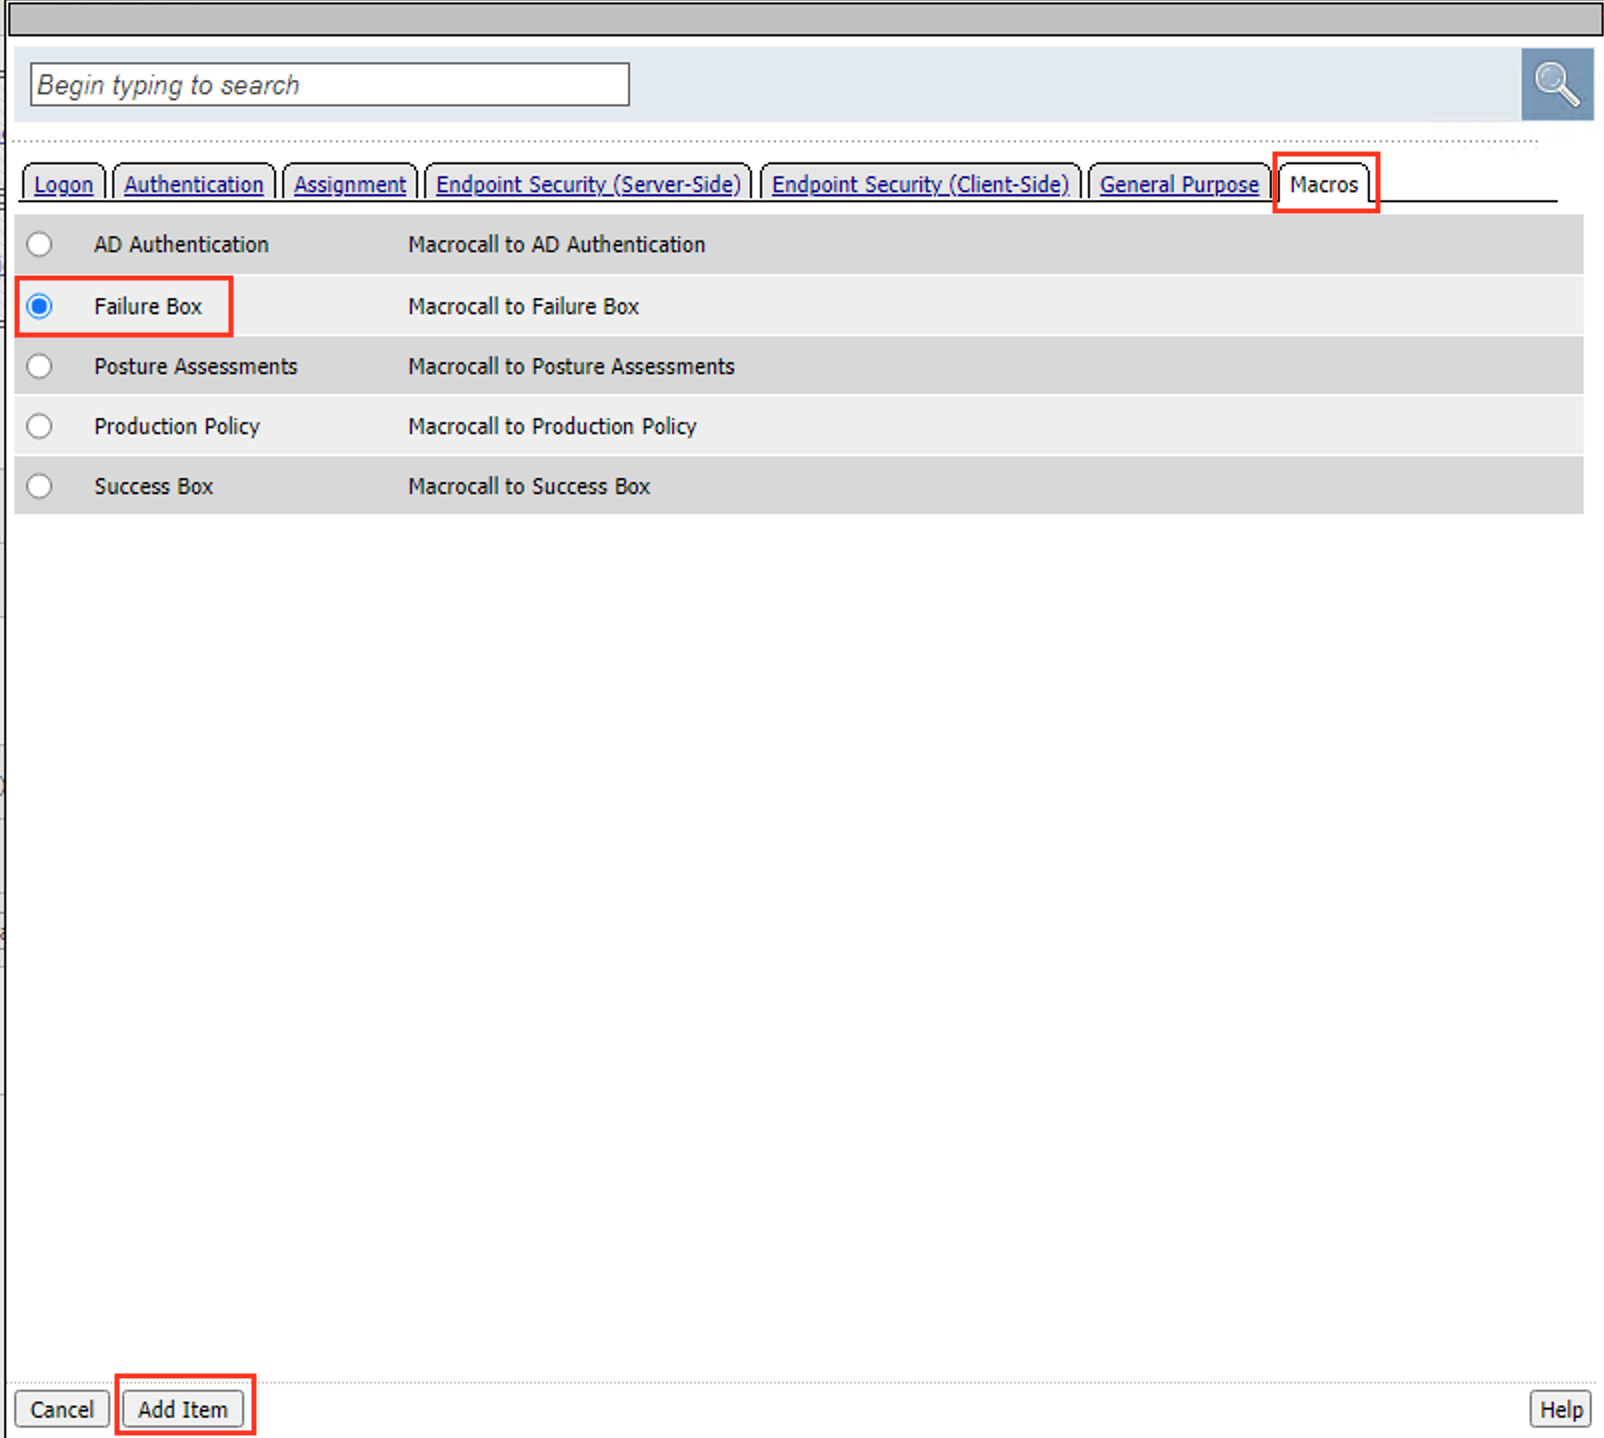 Begin typing to search
Logon Authentication Assignment Endpoint Security (Server-Side) Endpoint Security (Client-Side) General Purpose Macros
AD Authentication Macrocall to AD Authentication
Failure Box Macrocall to Failure Box
Posture Assessments Macrocall to Posture Assessments
Production Policy Macrocall to Production Policy
Success Box Macrocall to Success Box
Cancel Add Item Help